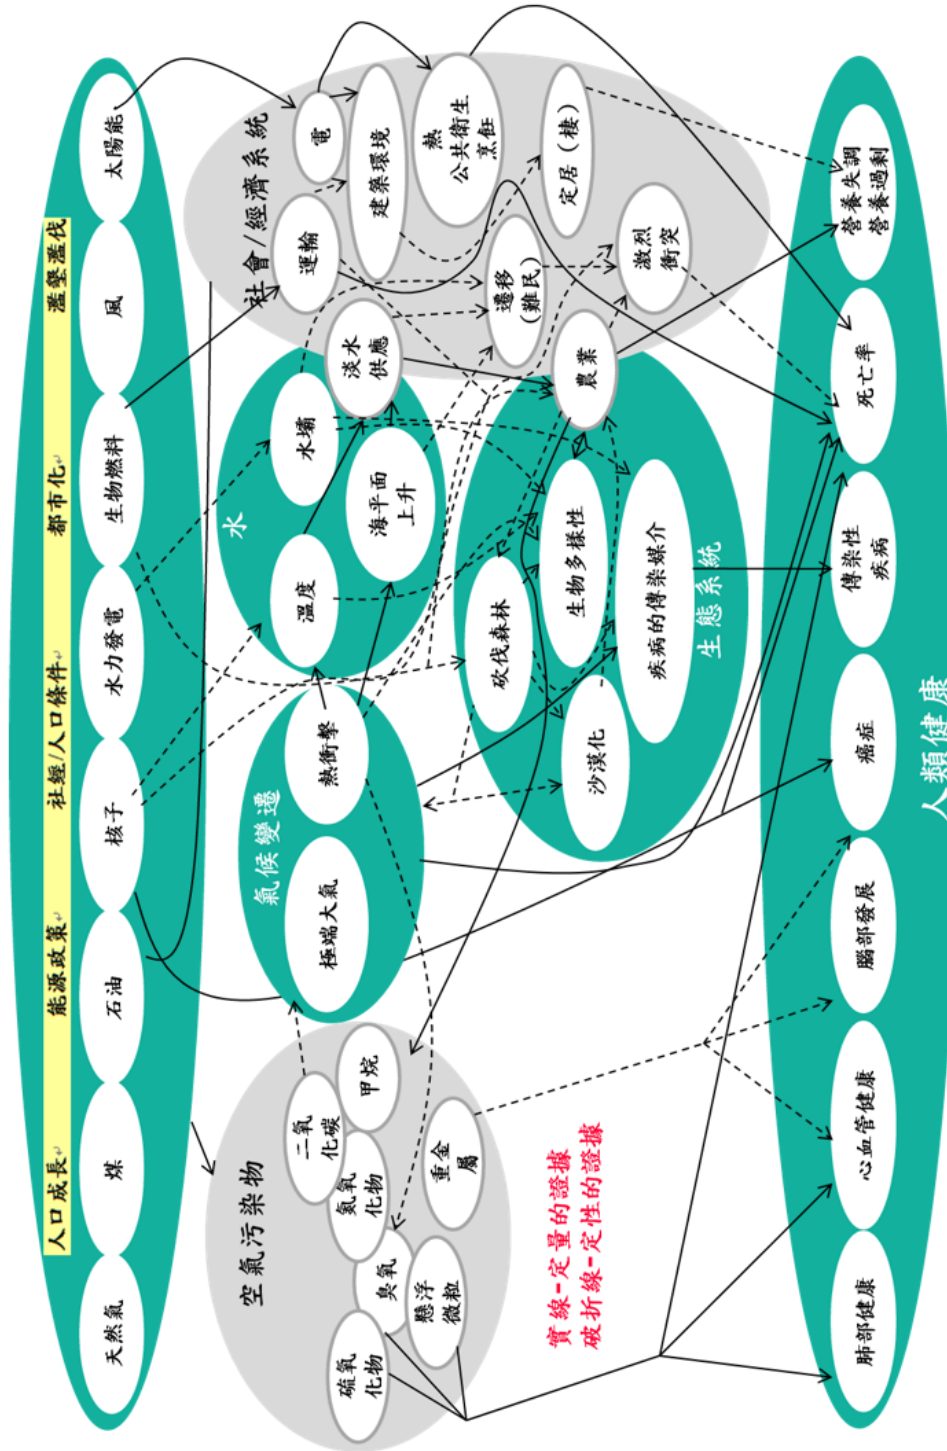 人口成長
能源政策
社經/人口條件
都市化
濫墾濫伐
天然氣
煤
石油
核子
水力發電
生物燃料
風
太陽能
空氣污染物
二氧
化碳
甲烷
氮氧
化物
臭氧
硫氧
化物
懸浮
微粒
重金
屬
氣候變遷
極端大氣
熱衝擊
水
溫度
水壩
海平面
上升
淡水
供應
社會/經濟系統
運輸
電
建築環境
熱
公共衛生
烹飪
遷移
(難民)
定居(棲)
農業
激烈
衝突
砍伐森林
生物多樣性
沙漠化
疾病的傳染媒介
生態系統
實線-定量的證據
破折線-定性的證據
肺部健康
心血管健康
腦部發展
癌症
傳染性
疾病
死亡率
營養失調
營養過剩
人類健康